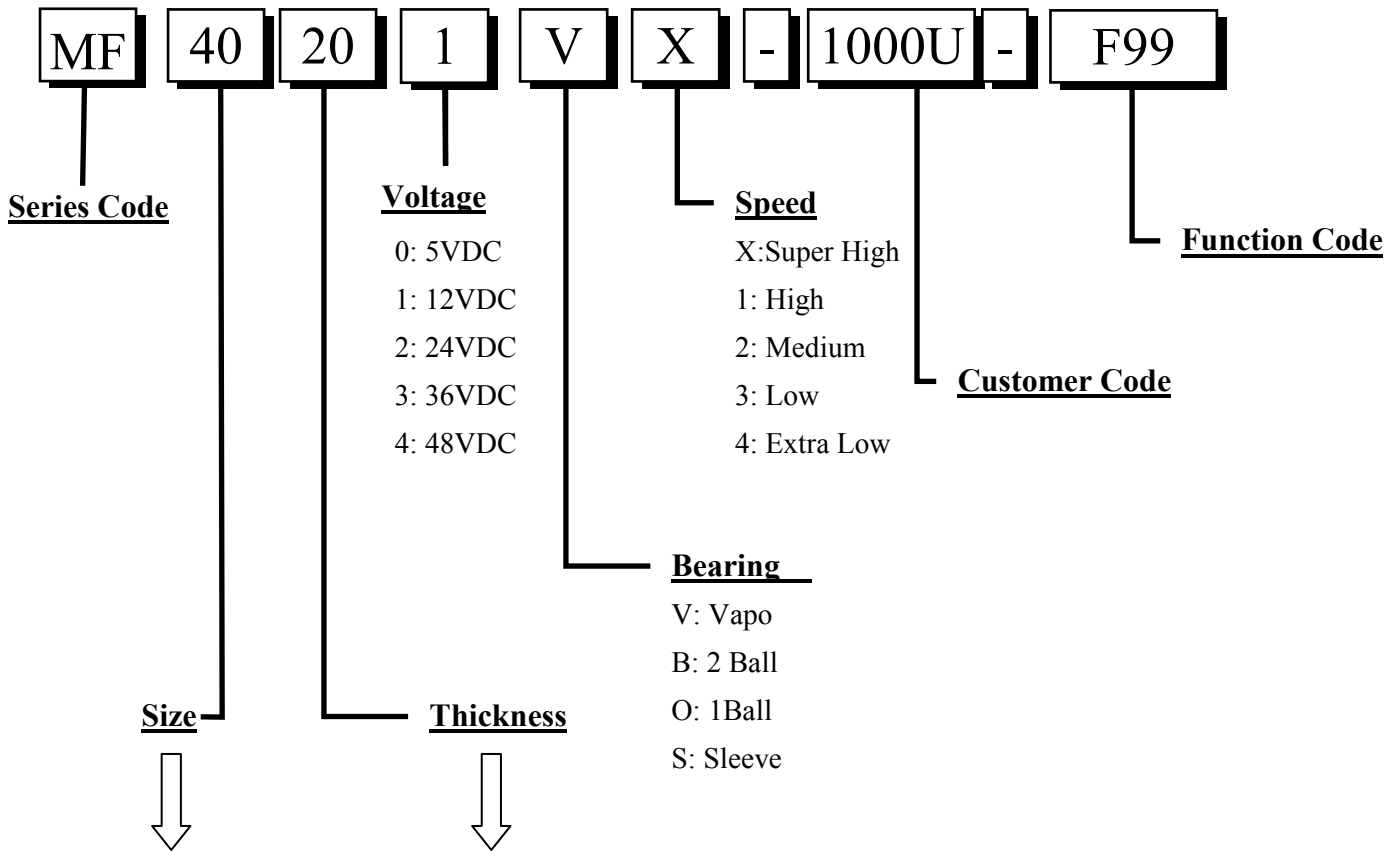 MF 40 20 1 V X - 1000U - F99
Series Code
Voltage
0: 5VDC
1: 12VDC
2: 24VDC
3: 36VDC
4: 48VDC
Speed
X:Super High
1: High
2: Medium
3: Low
4: Extra Low
Function Code
Customer Code
Bearing
V: Vapo
B: 2 Ball
O: 1Ball
S: Sleeve
Size
Thickness